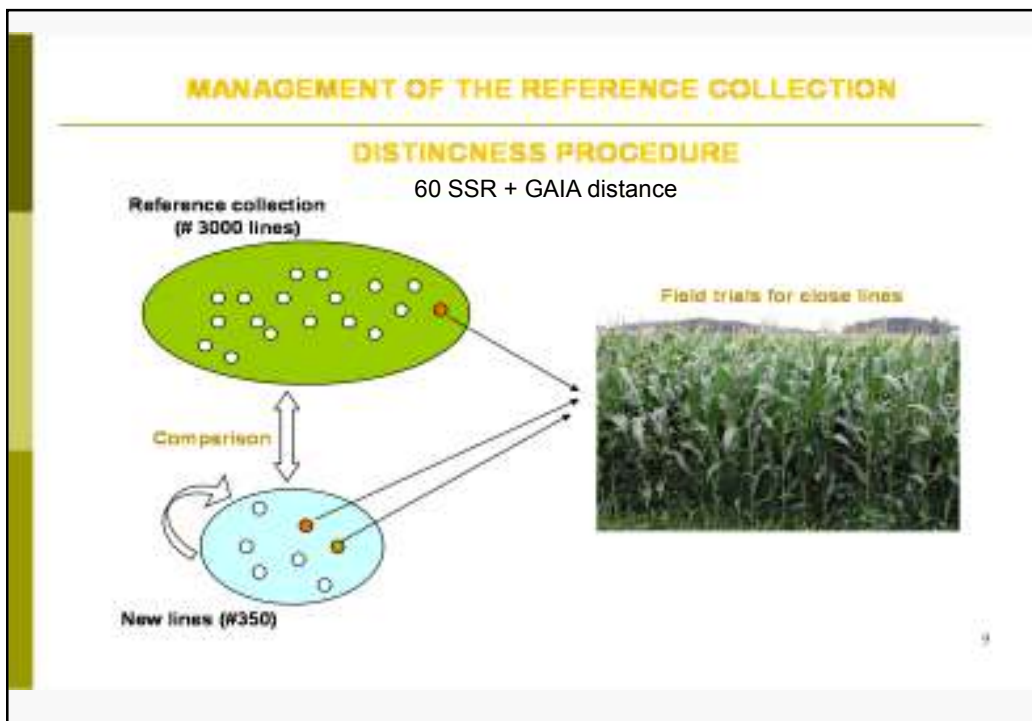 MANAGEMENT OF THE REFERENCE COLLECTION
DISTINCNESS PROCEDURE
60 SSR + GAIA distance
Reference collection
(# 3000 lines)
Field trials for close lines
Comparison
New lines (#350)
9